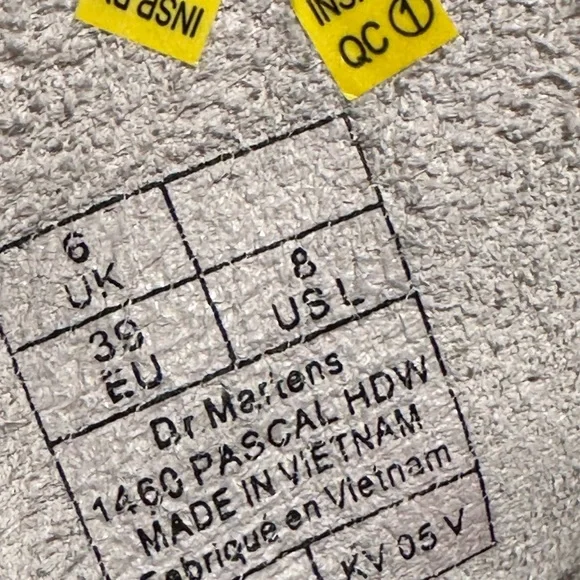 INSP
INS
QC 1
6
UK
8
US L
39
EU
Dr Martens
1460 PASCAL HDW
MADE IN VIETNAM
Fabriqué en Vietnam
KV 05 V